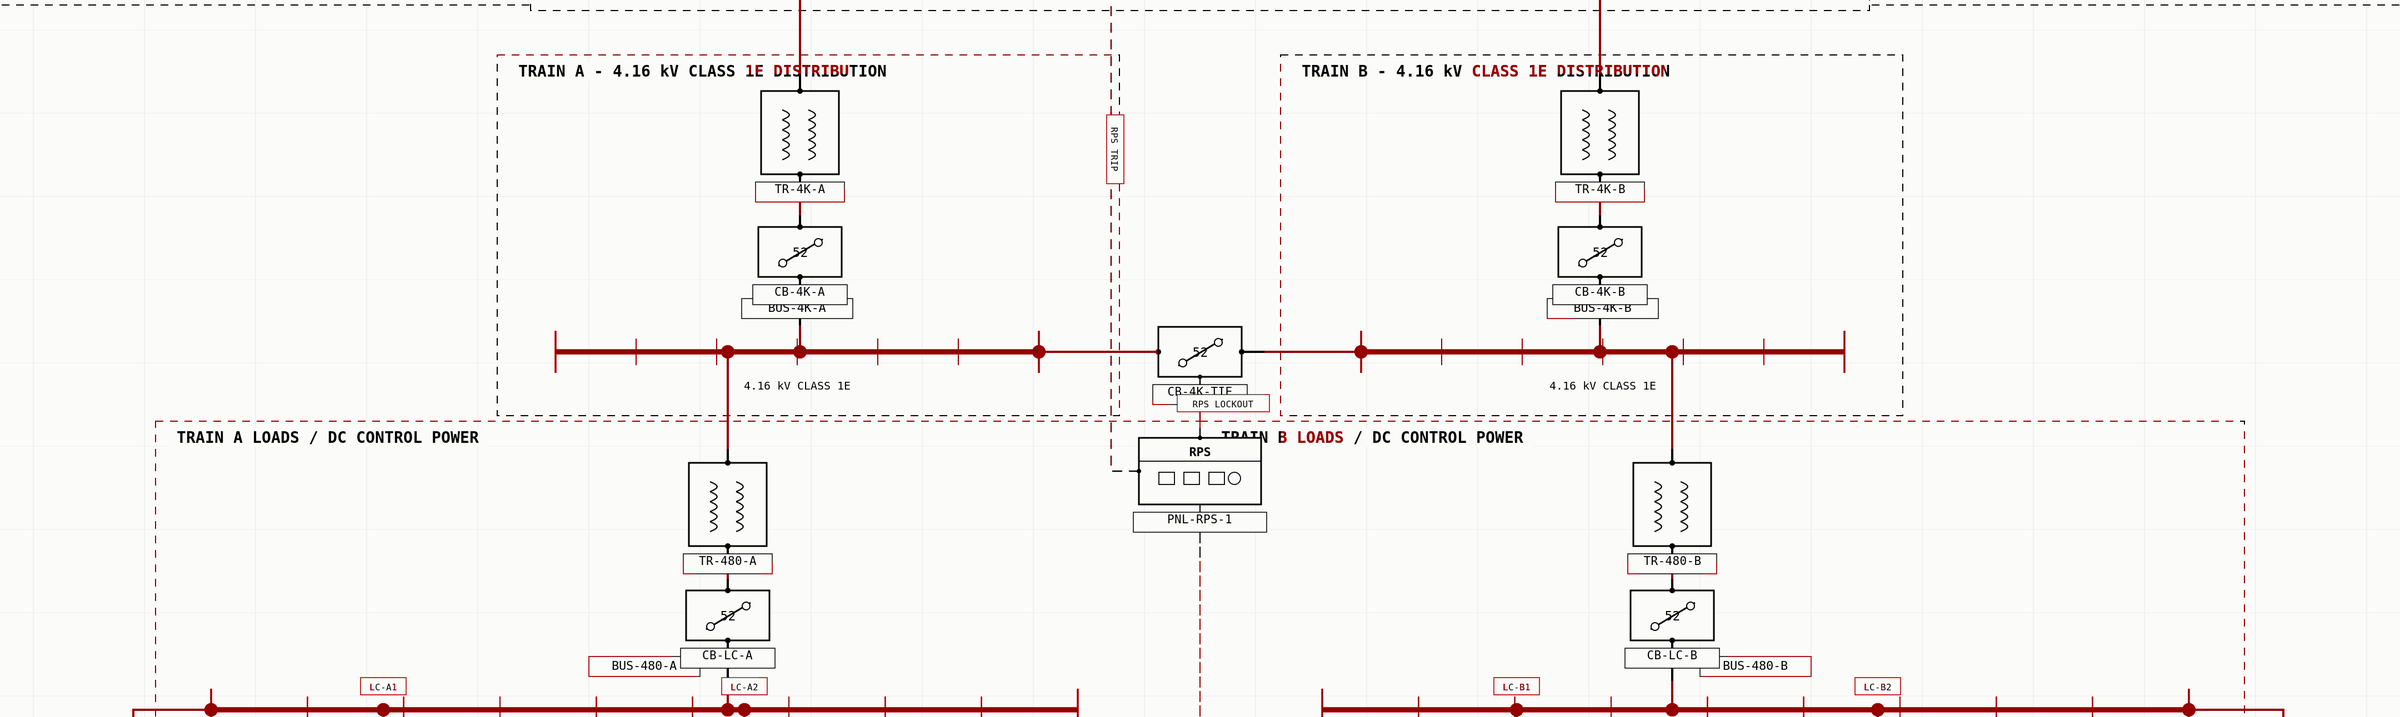 TRAIN A - 4.16 kV CLASS 1E DISTRIBUTION
TRAIN B - 4.16 kV CLASS 1E DISTRIBUTION
RPS TRIP
TR-4K-A
TR-4K-B
52
52
CB-4K-A
CB-4K-B
BUS-4K-A
BUS-4K-B
52
4.16 kV CLASS 1E
4.16 kV CLASS 1E
CB-4K-TIE
RPS LOCKOUT
TRAIN A LOADS / DC CONTROL POWER
TRAIN B LOADS / DC CONTROL POWER
RPS
PNL-RPS-1
TR-480-A
TR-480-B
52
52
CB-LC-A
CB-LC-B
BUS-480-A
BUS-480-B
LC-A1
LC-A2
LC-B1
LC-B2